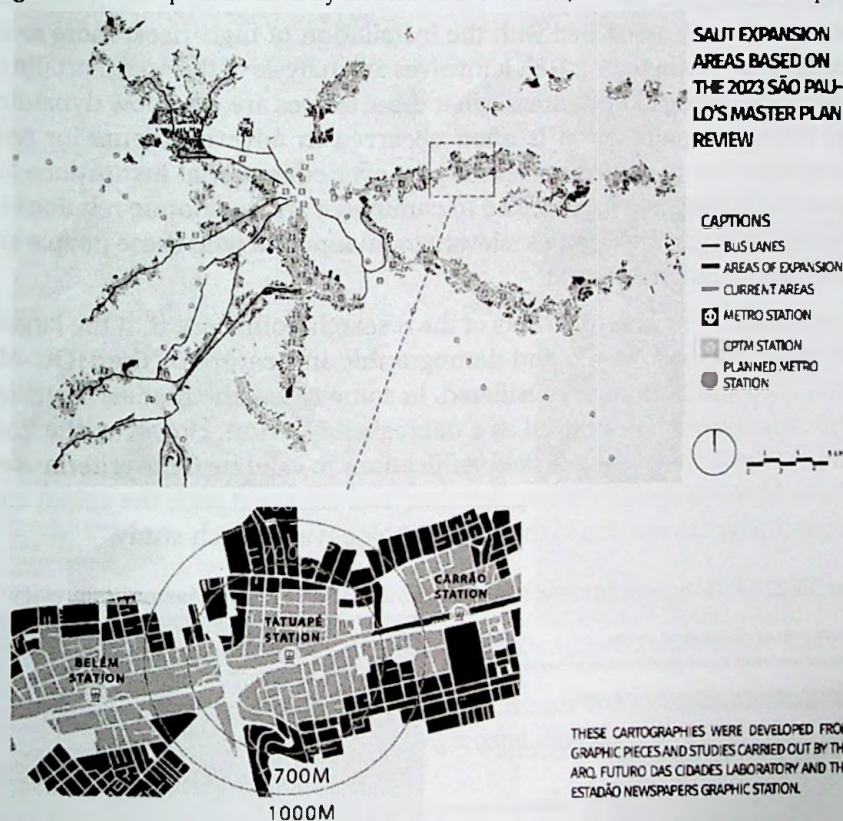 SAUT EXPANSION
AREAS BASED ON
THE 2023 SÃO PAU-
LO'S MASTER PLAN
REVIEW
CAPTIONS
BUS LANES
AREAS OF EXPANSION
CURRENT AREAS
METRO STATION
CPTM STATION
PLANNED METRO
STATION
CARRÃO
STATION
TATUAPÉ
STATION
BELÉM
STATION
700M
1000M
THESE CARTOGRAPHIES WERE DEVELOPED FRO
GRAPHIC PIECES AND STUDIES CARRIED OUT BY TH
ARQ. FUTURO DAS CIDADES LABORATORY AND TH
ESTADÃO NEWSPAPERS GRAPHIC STATION.